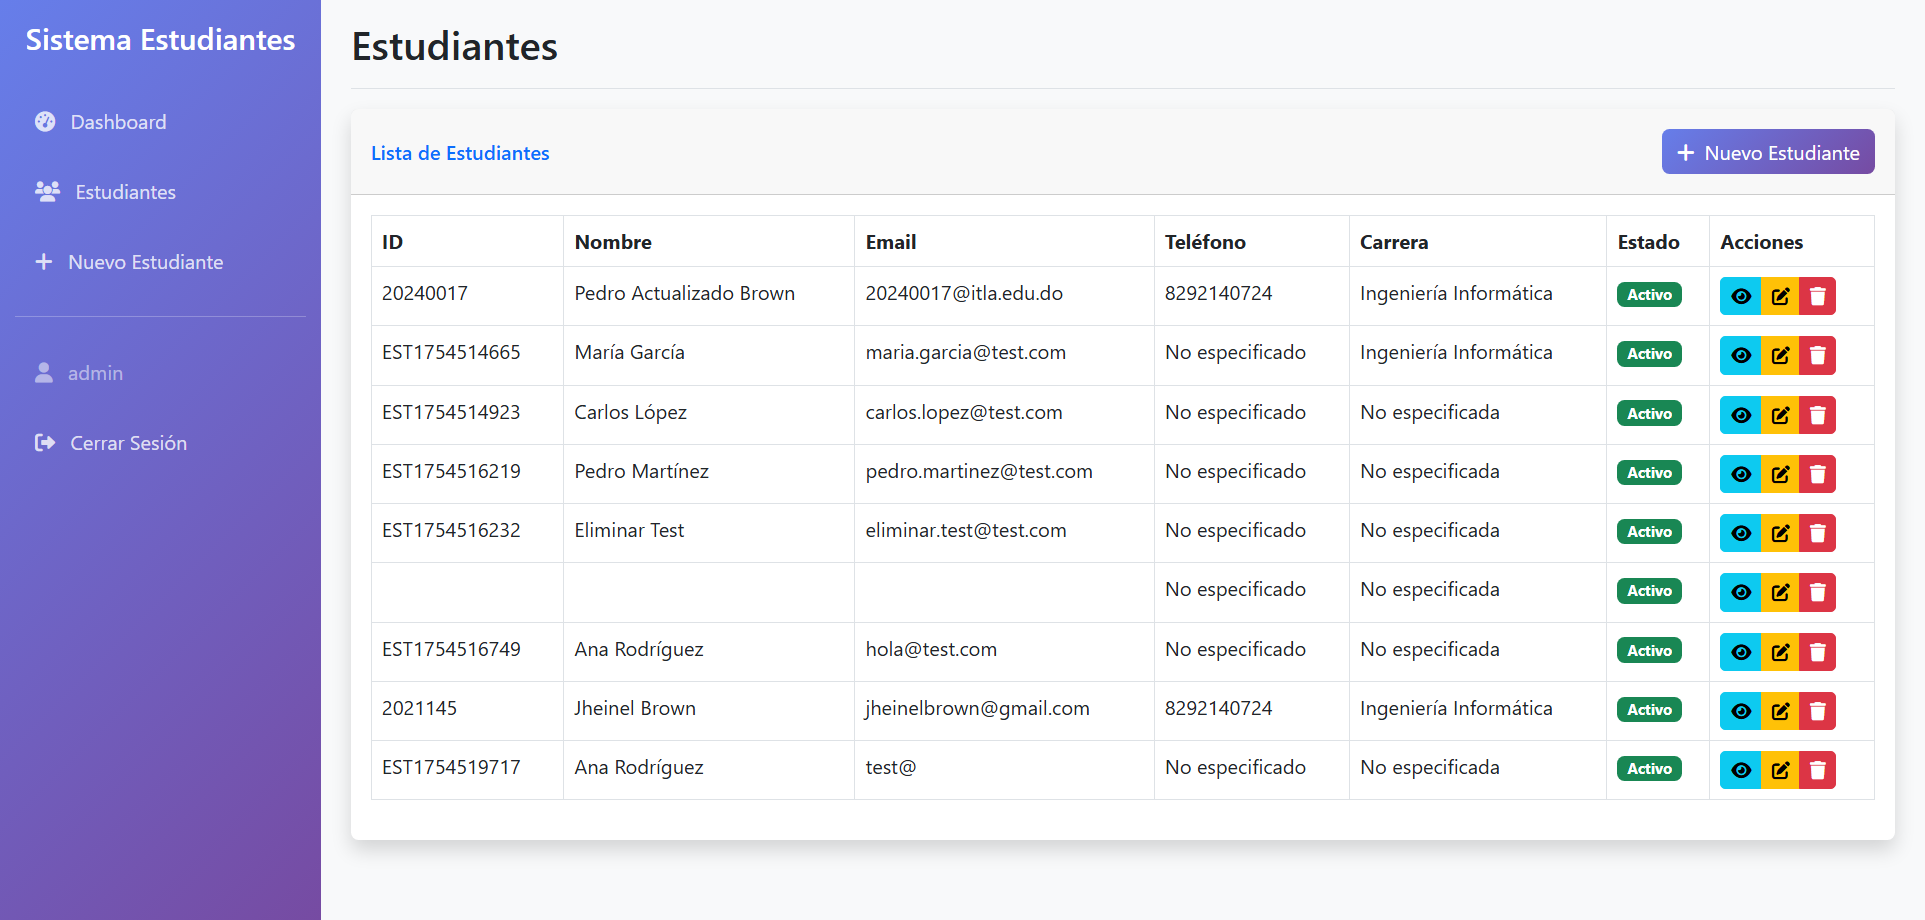 Sistema Estudiantes
Dashboard
Estudiantes
Nuevo Estudiante
admin
Cerrar Sesión
Estudiantes
Lista de Estudiantes
Nuevo Estudiante
ID Nombre Email Teléfono Carrera Estado Acciones
20240017 Pedro Actualizado Brown 20240017@itla.edu.do 8292140724 Ingeniería Informática Activo
EST1754514665 María García maria.garcia@test.com No especificado Ingeniería Informática Activo
EST1754514923 Carlos López carlos.lopez@test.com No especificado No especificada Activo
EST1754516219 Pedro Martínez pedro.martinez@test.com No especificado No especificada Activo
EST1754516232 Eliminar Test eliminar.test@test.com No especificado No especificada Activo
No especificado No especificada Activo
EST1754516749 Ana Rodríguez hola@test.com No especificado No especificada Activo
2021145 Jheinel Brown jheinelbrown@gmail.com 8292140724 Ingeniería Informática Activo
EST1754519717 Ana Rodríguez test@ No especificado No especificada Activo